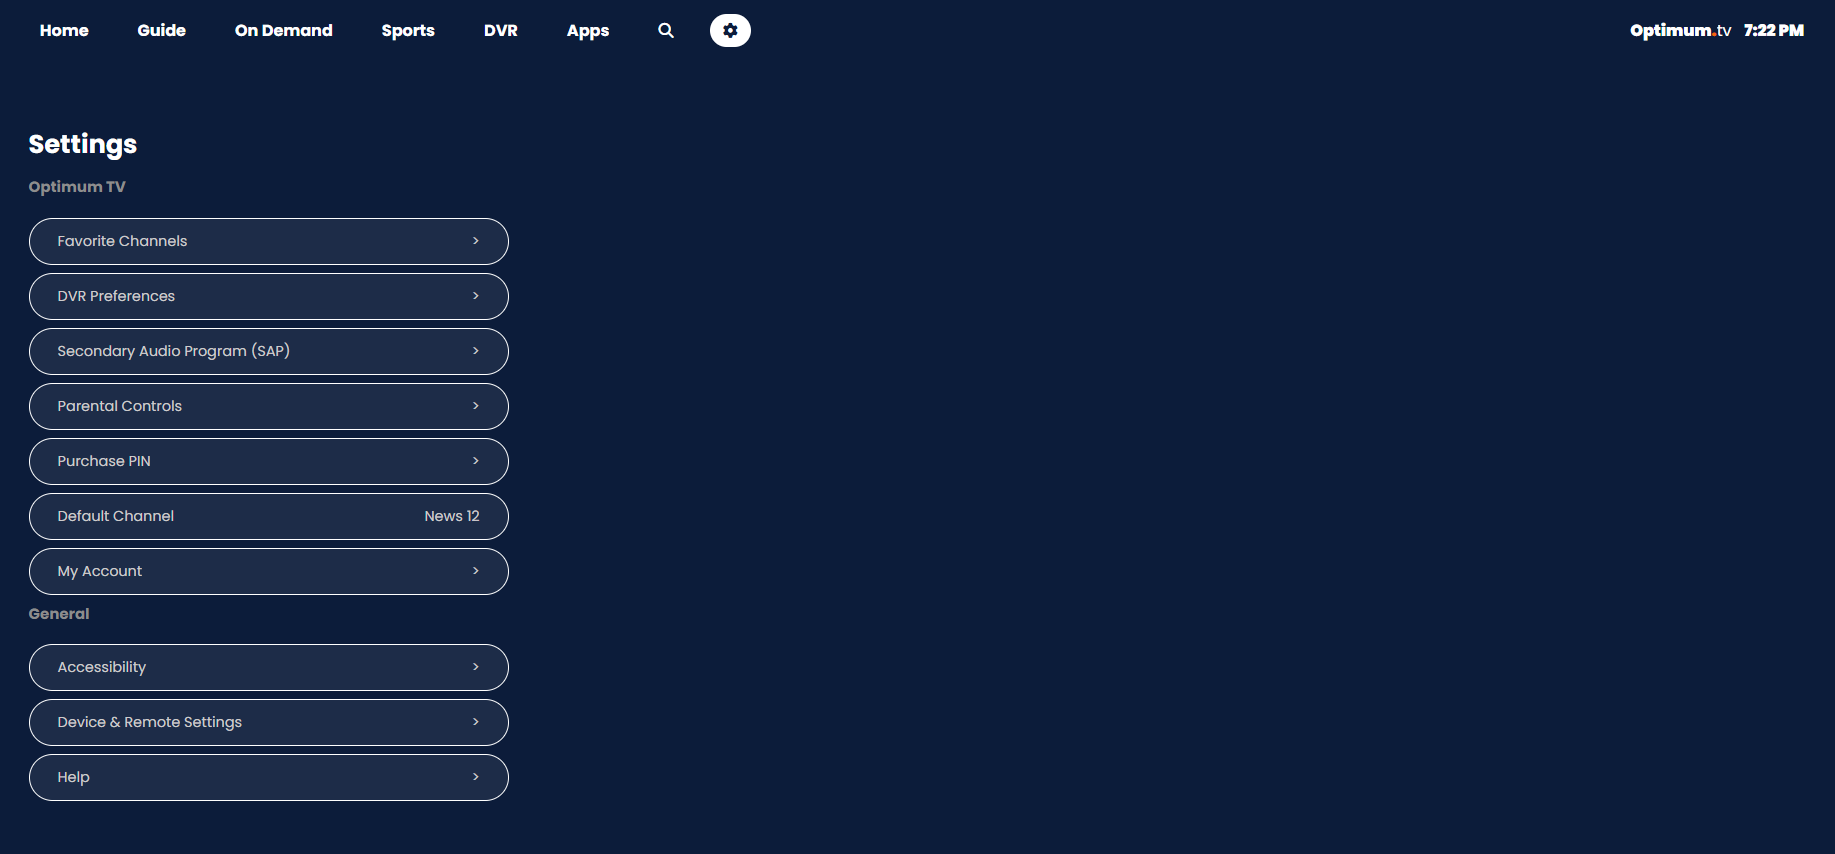 Home Guide On Demand Sports DVR Apps Optimum.tv 7:22 PM
Settings
Optimum TV
Favorite Channels >
DVR Preferences >
Secondary Audio Program (SAP) >
Parental Controls >
Purchase PIN >
Default Channel News 12
My Account >
General
Accessibility >
Device & Remote Settings >
Help >